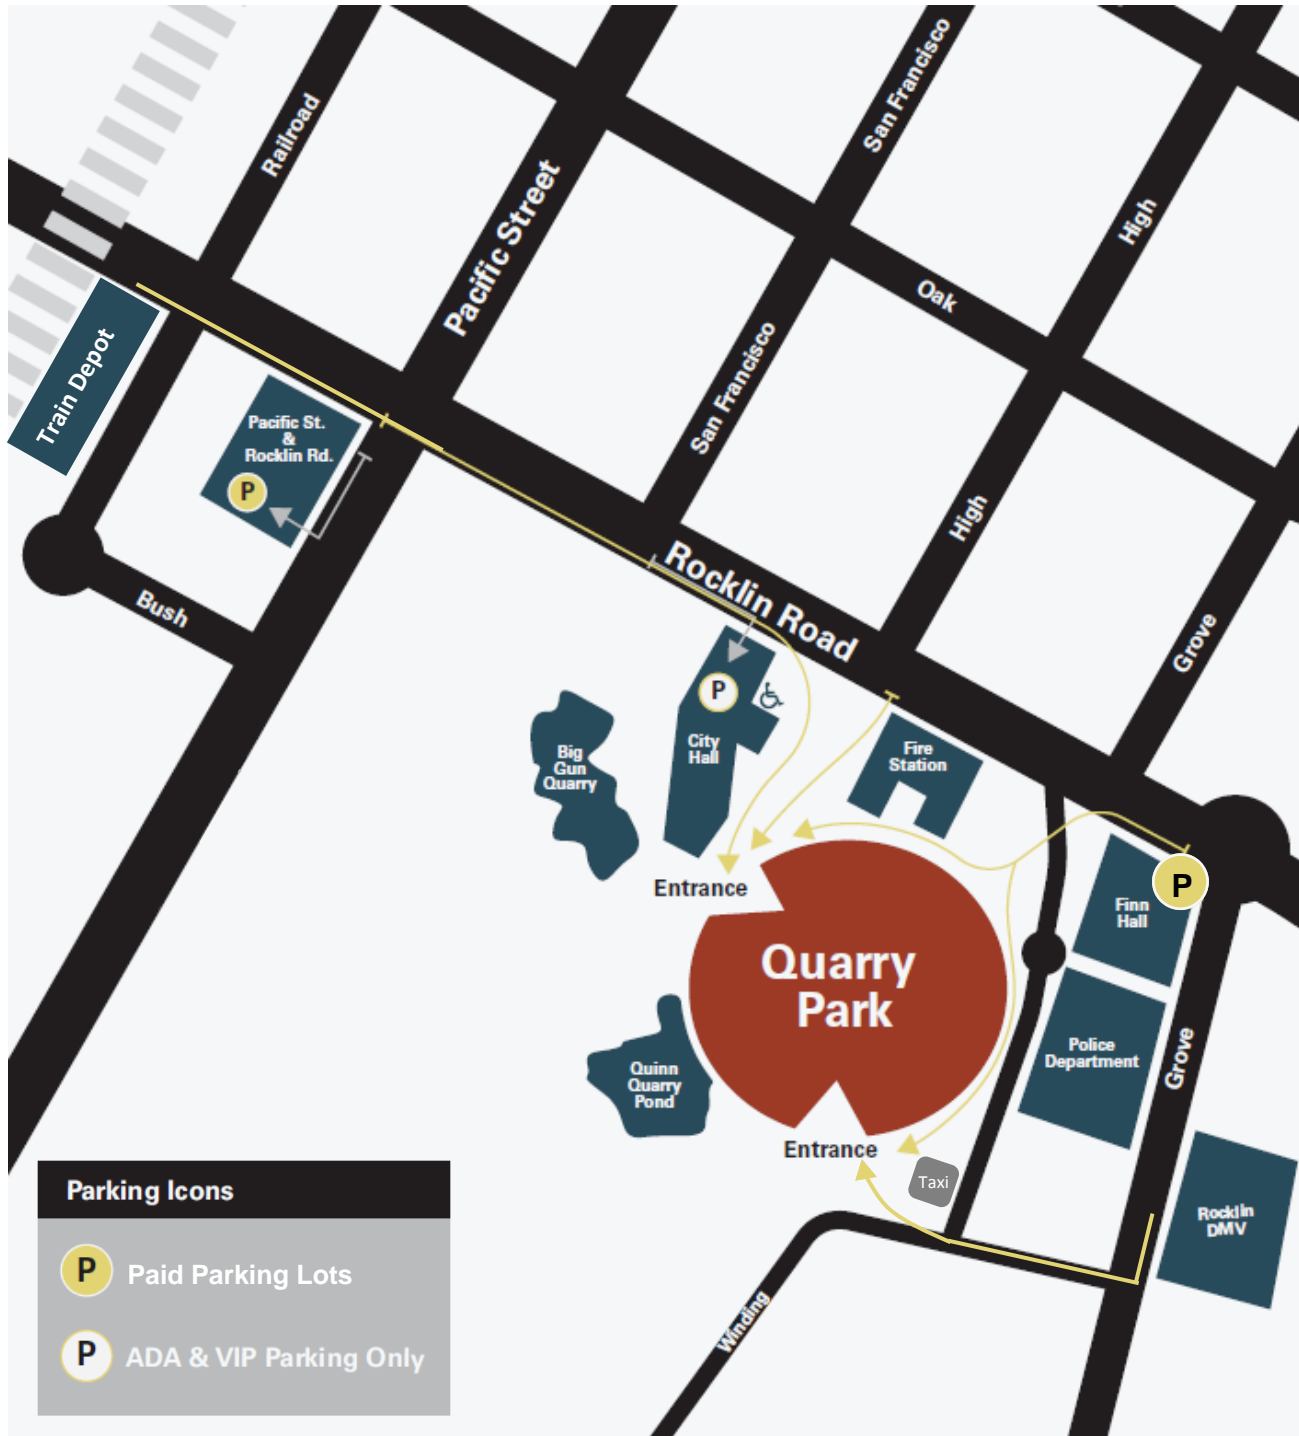 San Francisco
Railroad
Pacific Street
High
Oak
San Francisco
Train Depot
Pacific St.
&
Rocklin Rd.
P
High
Rocklin Road
Bush
Grove
P
City
Hall
Big
Gun
Quarry
Fire
Station
Entrance
P
Finn
Hall
Quarry
Park
Police
Department
Grove
Quinn
Quarry
Pond
Entrance
Taxi
Rocklin
DMV
Winding
Parking Icons
P Paid Parking Lots
P ADA & VIP Parking Only